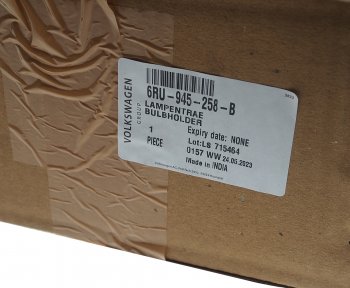 VOLKSWAGEN
GROUP
6RU-945-258-B
LAMPENTRAE
BULBHOLDER
1
PIECE
Expiry date: NONE
Lot:LS 715464
0157 WW 24.05.2023
Made in INDIA